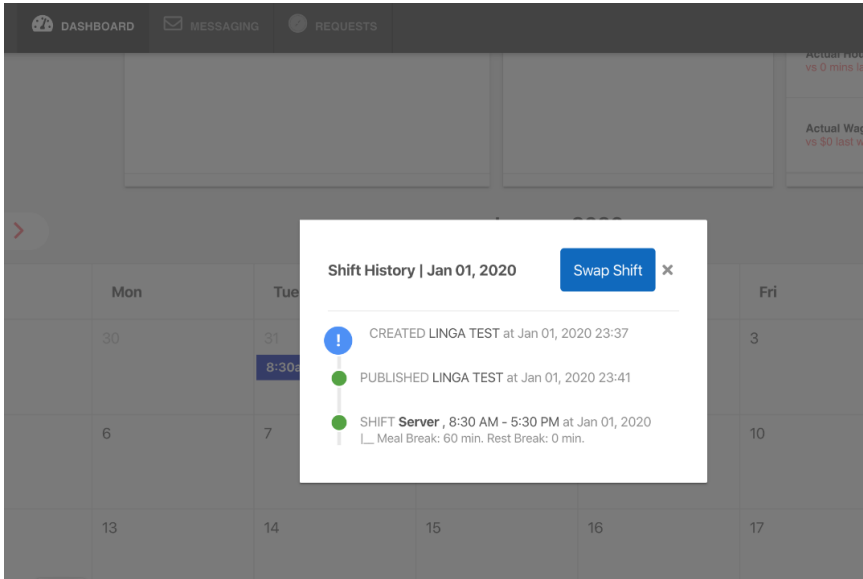 DASHBOARD MESSAGING REQUESTS
vs 0 mins
Actual
vs $0 last
Shift History | Jan 01, 2020 Swap Shift ×
Mon Fri
CREATED LINGA TEST at Jan 01, 2020 23:37
30 31 3
8:30a
PUBLISHED LINGA TEST at Jan 01, 2020 23:41
SHIFT Server , 8:30 AM - 5:30 PM at Jan 01, 2020
|__ Meal Break: 60 min. Rest Break: 0 min.
6 7 10
13 14 15 16 17